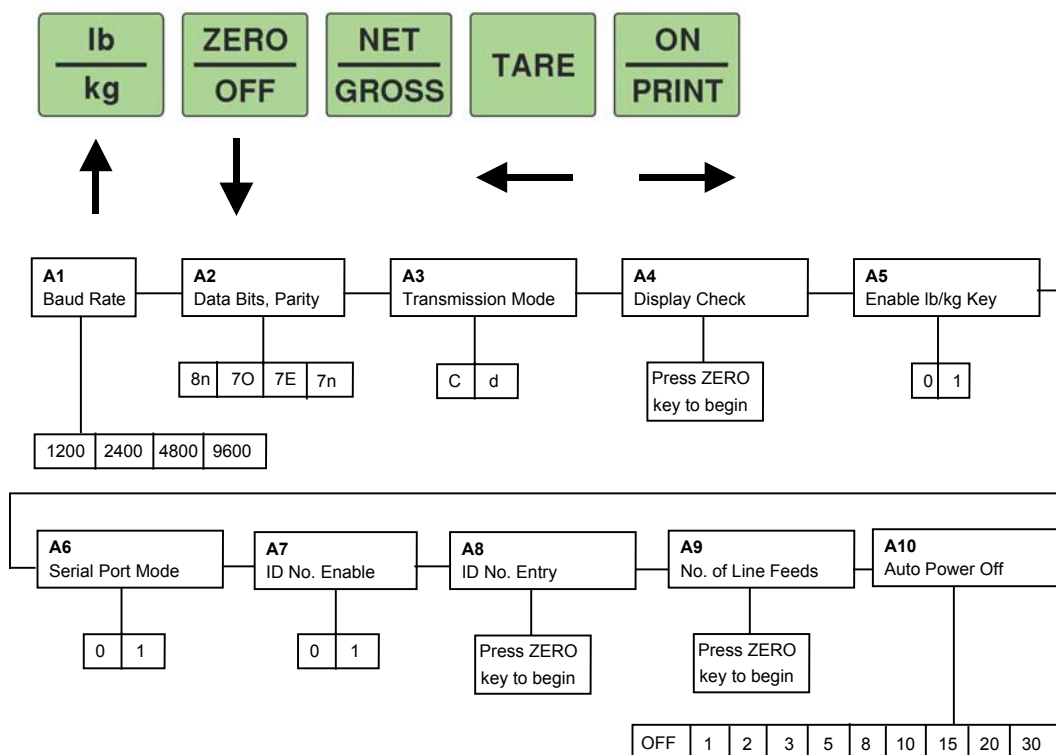 lb
kg
ZERO
OFF
NET
GROSS
TARE
ON
PRINT
A1
Baud Rate
A2
Data Bits, Parity
A3
Transmission Mode
A4
Display Check
A5
Enable lb/kg Key
8n 7O 7E 7n
C d
Press ZERO
key to begin
0 1
1200 2400 4800 9600
A6
Serial Port Mode
A7
ID No. Enable
A8
ID No. Entry
A9
No. of Line Feeds
A10
Auto Power Off
0 1
0 1
Press ZERO
key to begin
Press ZERO
key to begin
OFF 1 2 3 5 8 10 15 20 30